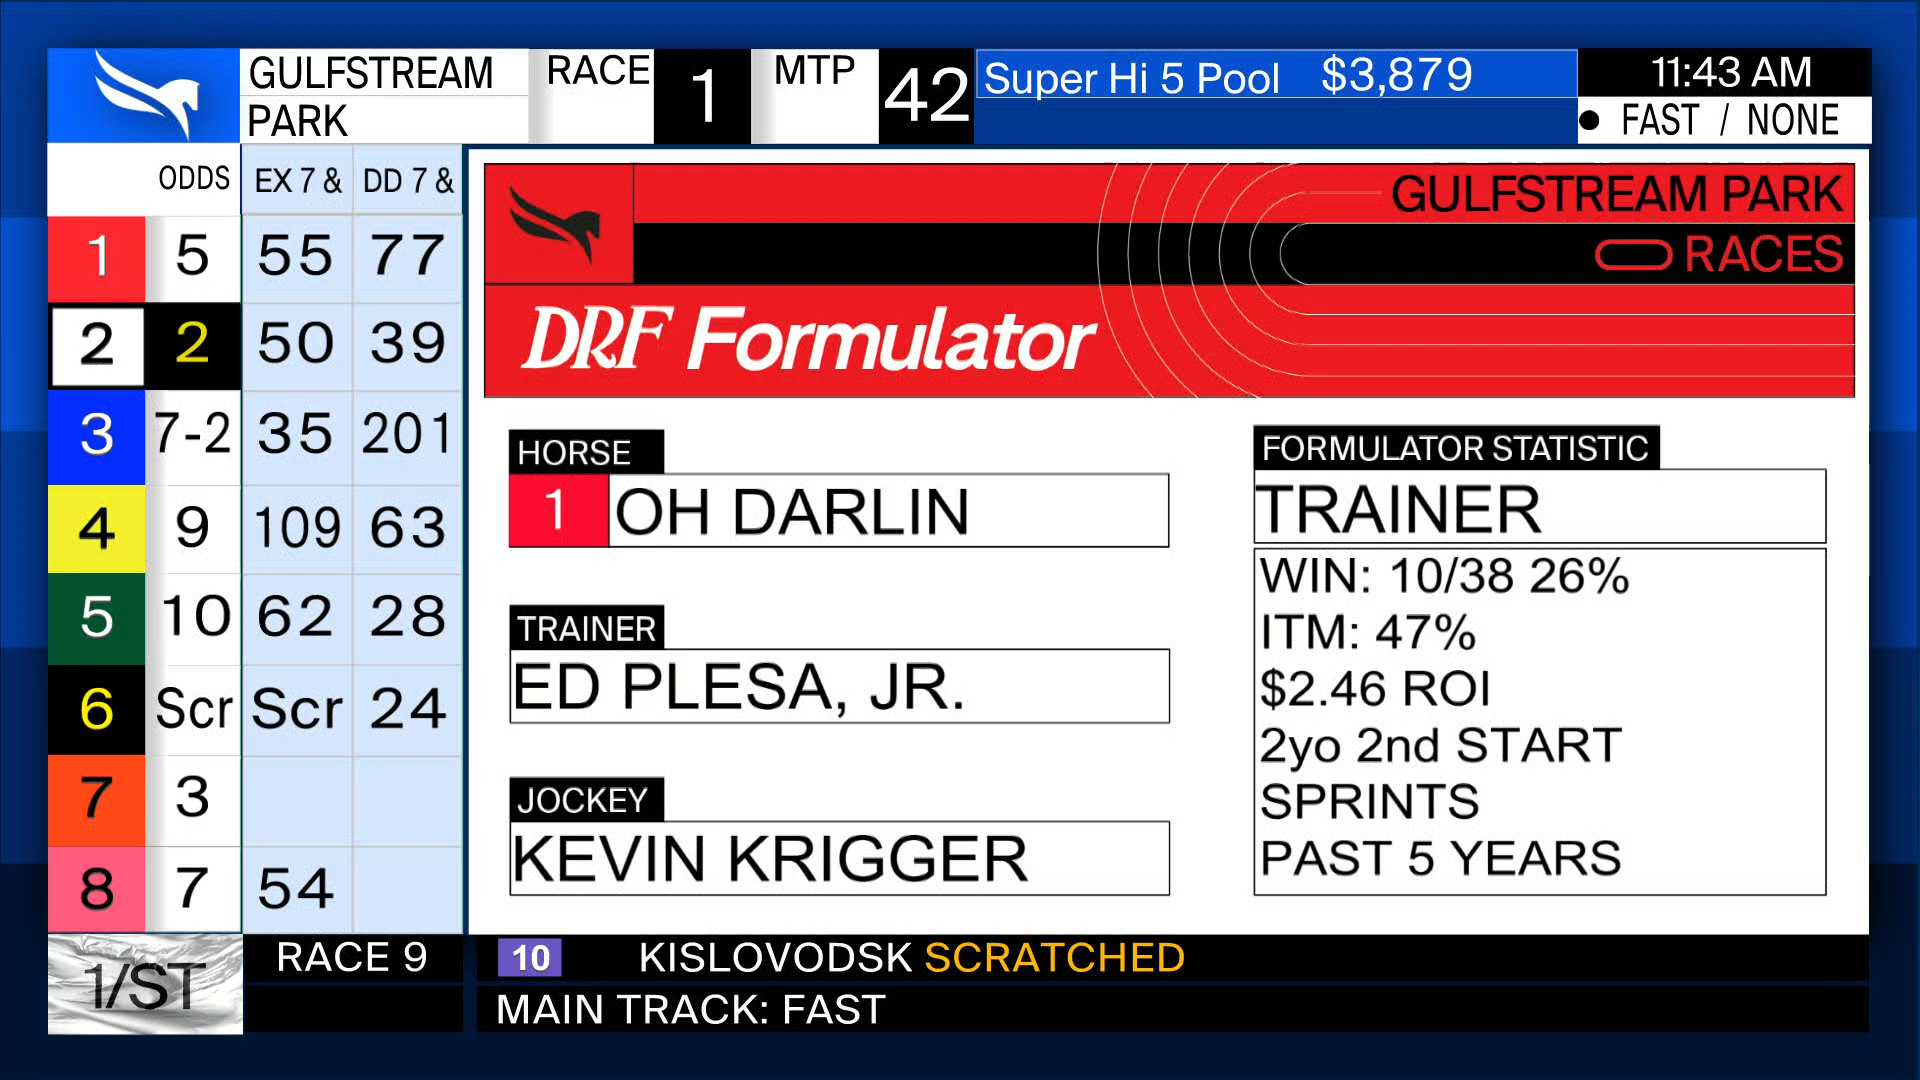 GULFSTREAM PARK
RACE 1 MTP 42
Super Hi 5 Pool $3,879
11:43 AM
FAST / NONE
ODDS EX 7 & DD 7 &
1 5 55 77
2 2 50 39
3 7-2 35 201
4 9 109 63
5 10 62 28
6 Scr Scr 24
7 3
8 7 54
GULFSTREAM PARK
RACES
DRF Formulator
HORSE
1 OH DARLIN
TRAINER
ED PLESA, JR.
JOCKEY
KEVIN KRIGGER
FORMULATOR STATISTIC
TRAINER
WIN: 10/38 26%
ITM: 47%
$2.46 ROI
2yo 2nd START
SPRINTS
PAST 5 YEARS
1/ST
RACE 9 10 KISLOVODSK SCRATCHED
MAIN TRACK: FAST